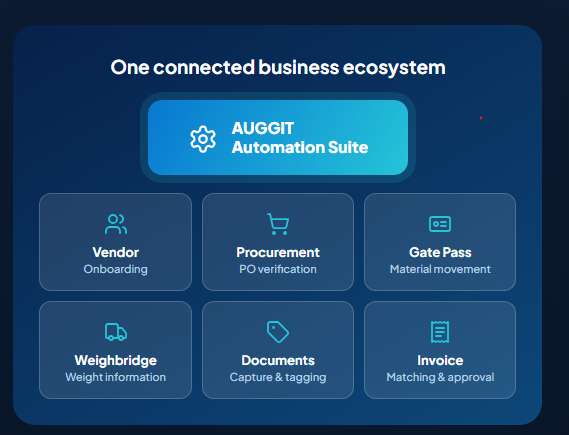 One connected business ecosystem
AUGGIT
Automation Suite
Vendor
Onboarding
Procurement
PO verification
Gate Pass
Material movement
Weighbridge
Weight information
Documents
Capture & tagging
Invoice
Matching & approval